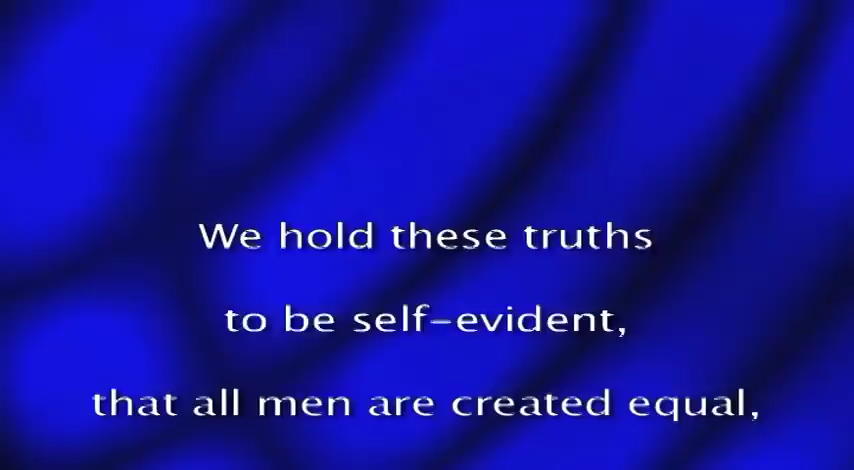 We hold these truths
to be self-evident,
that all men are created equal,